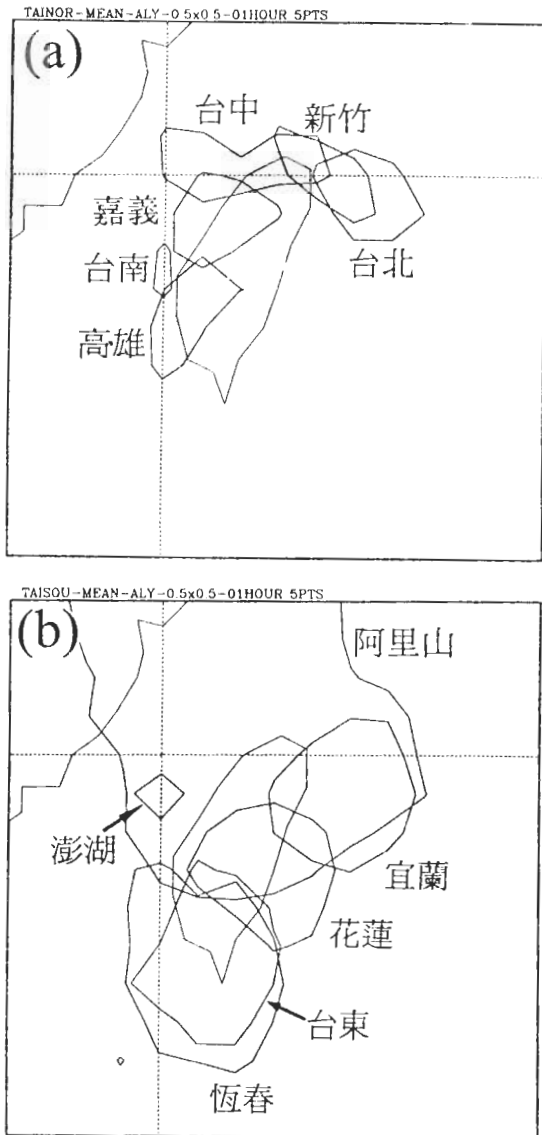 TAINOR-MEAN-ALY-0.5x0.5-01HOUR 5PTS
(a)
台中
新竹
嘉義
台南
台北
高雄
TAISOU-MEAN-ALY-0.5x0.5-01HOUR 5PTS
(b)
阿里山
澎湖
宜蘭
花蓮
台東
恆春